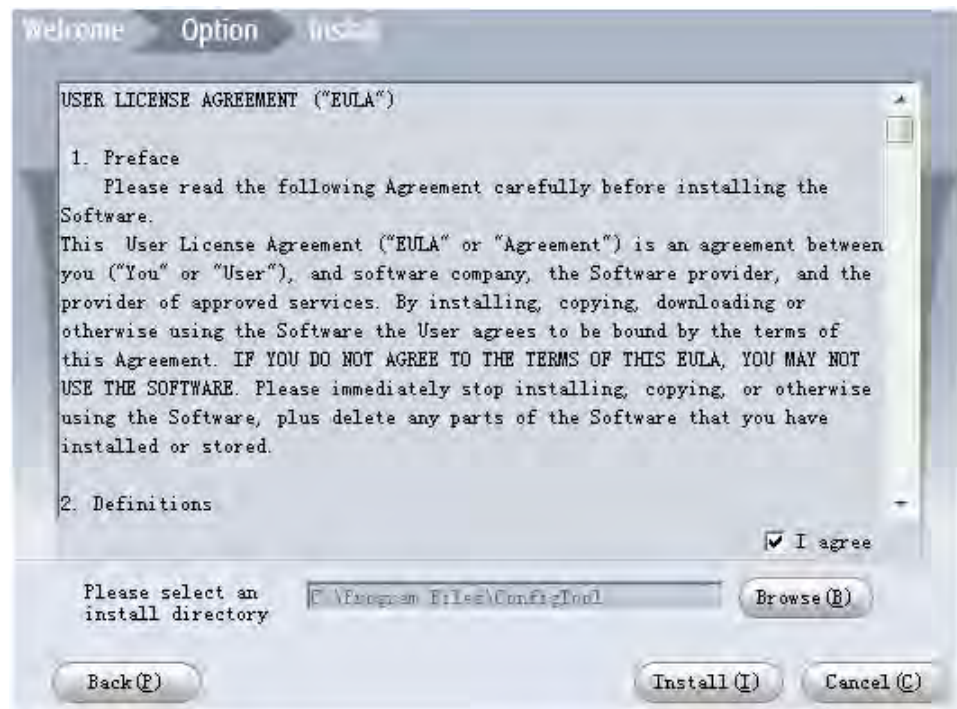 Welcome Option Install
USER LICENSE AGREEMENT ("EULA")
1. Preface
Please read the following Agreement carefully before installing the
Software.
This User License Agreement ("EULA" or "Agreement") is an agreement between
you ("You" or "User"), and software company, the Software provider, and the
provider of approved services. By installing, copying, downloading or
otherwise using the Software the User agrees to be bound by the terms of
this Agreement. IF YOU DO NOT AGREE TO THE TERMS OF THIS EULA, YOU MAY NOT
USE THE SOFTWARE. Please immediately stop installing, copying, or otherwise
using the Software, plus delete any parts of the Software that you have
installed or stored.
2. Definitions
I agree
Please select an
install directory
C:\Program Files\ConfigTool
Browse(B)
Back(P)
Install(I)
Cancel(C)